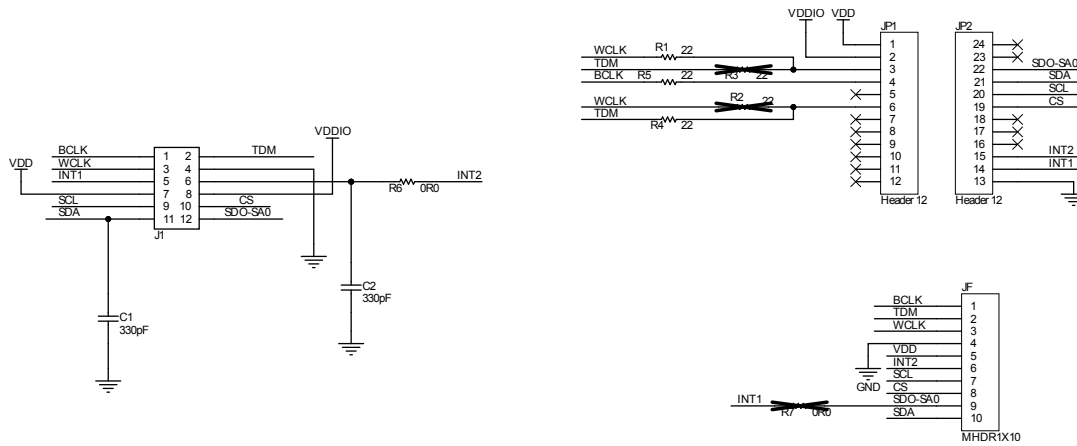 VDDIO VDD JP1 JP2
1 24
WCLK R1 22 2 23
TDM R3 22 3 22 SDO-SA0
BCLK R5 22 4 21 SDA
5 20 SCL
WCLK R2 22 6 19 CS
TDM R4 22 7 18
8 17
9 16
10 15 INT2
11 14 INT1
12 13
Header 12 Header 12
VDDIO
BCLK 1 2 TDM
VDD WCLK 3 4
INT1 5 6 R6 0R0 INT2
7 8
SCL 9 10 CS
SDA 11 12 SDO-SA0
J1
C1
330pF
C2
330pF
JF
BCLK 1
TDM 2
WCLK 3
4
VDD 5
INT2 6
GND SCL 7
CS 8
INT1 R7 0R0 SDO-SA0 9
SDA 10
MHDR1X10